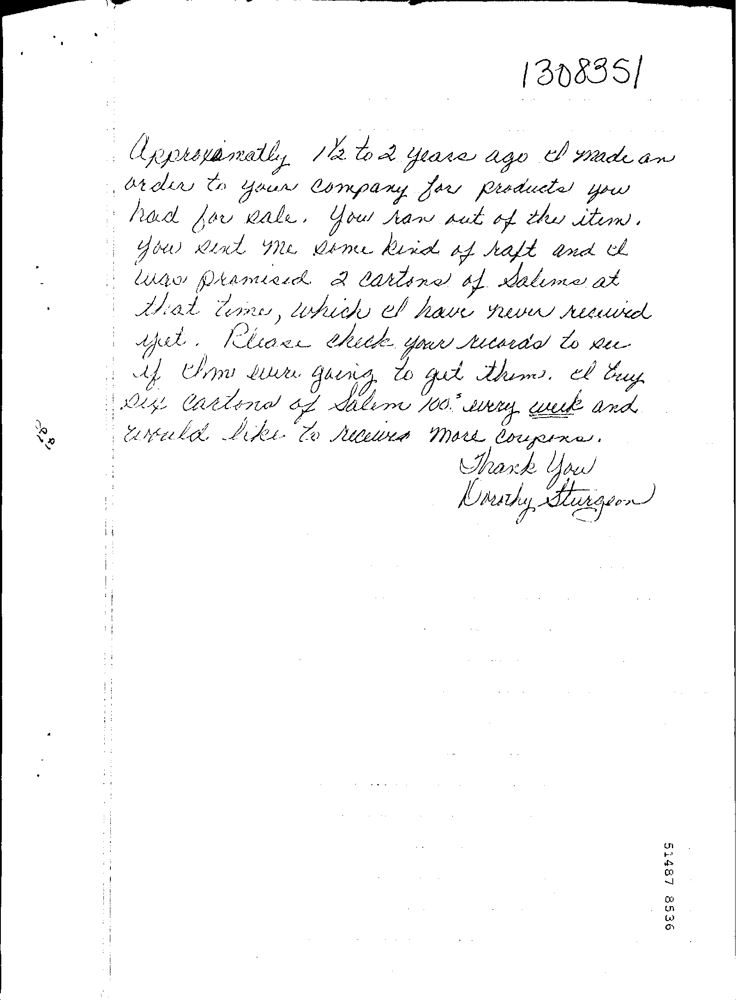 1308351
Approxamatly 1½ to 2 years ago I made an
order to your company for products you
had for sale. You ran out of the item.
You sent me some kind of raft and I
was promised 2 cartons of Salems at
that time, which I have never received
yet. Please check your records to see
if I'm ever going to get them. I buy
six cartons of Salem 100's every week and
would like to receive more coupons.
Thank You
Dorothy Sturgeon
51487 8536